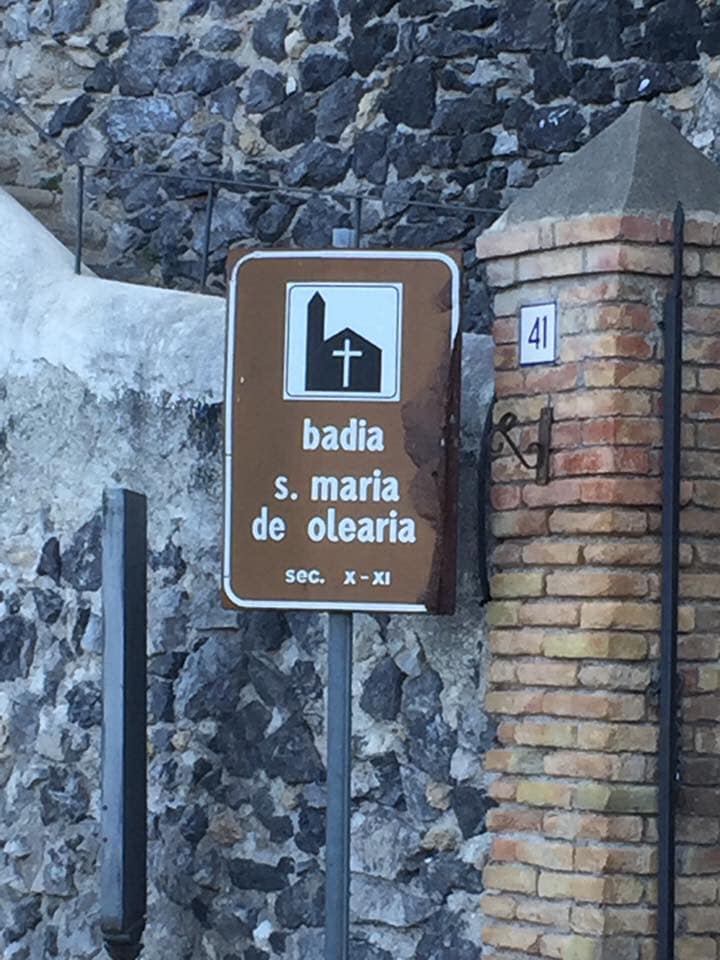 41
badia
s. maria
de olearia
sec. X-XI